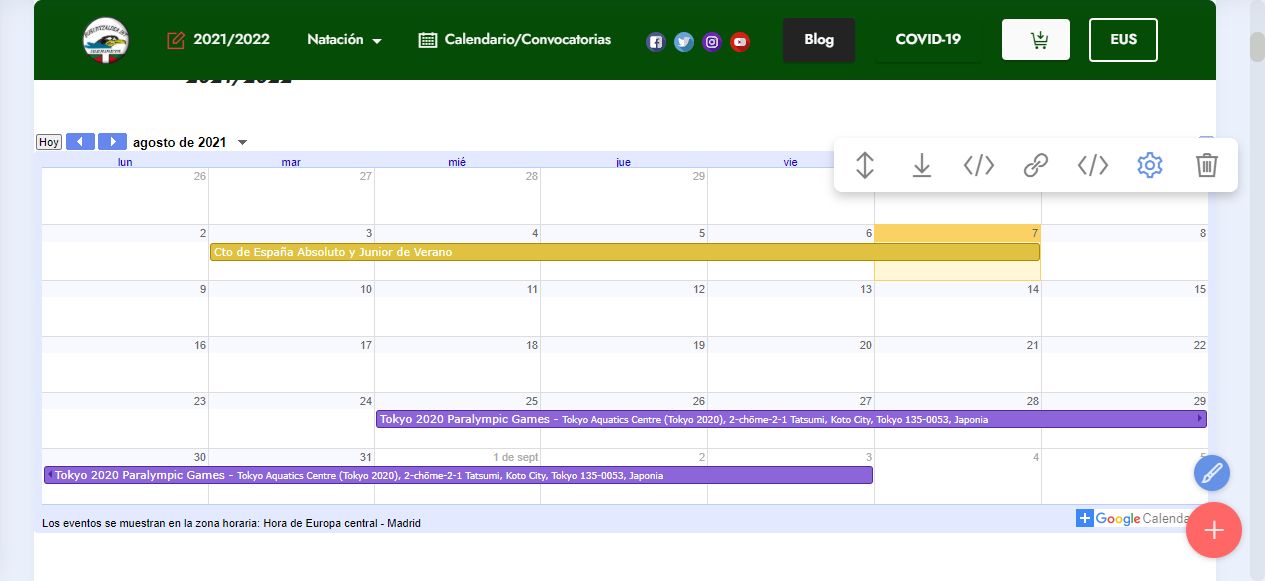 2021/2022
Natación
Calendario/Convocatorias
Blog
COVID-19
EUS
2021/2022
Hoy
agosto de 2021
lun mar mié jue vie
26 27 28 29
2 3 4 5 6 7 8
Cto de España Absoluto y Junior de Verano
9 10 11 12 13 14 15
16 17 18 19 20 21 22
23 24 25 26 27 28 29
Tokyo 2020 Paralympic Games - Tokyo Aquatics Centre (Tokyo 2020), 2-chōme-2-1 Tatsumi, Koto City, Tokyo 135-0053, Japonia
30 31 1 de sept 2 3 4 5
Tokyo 2020 Paralympic Games - Tokyo Aquatics Centre (Tokyo 2020), 2-chōme-2-1 Tatsumi, Koto City, Tokyo 135-0053, Japonia
Los eventos se muestran en la zona horaria: Hora de Europa central - Madrid
Google Calenda